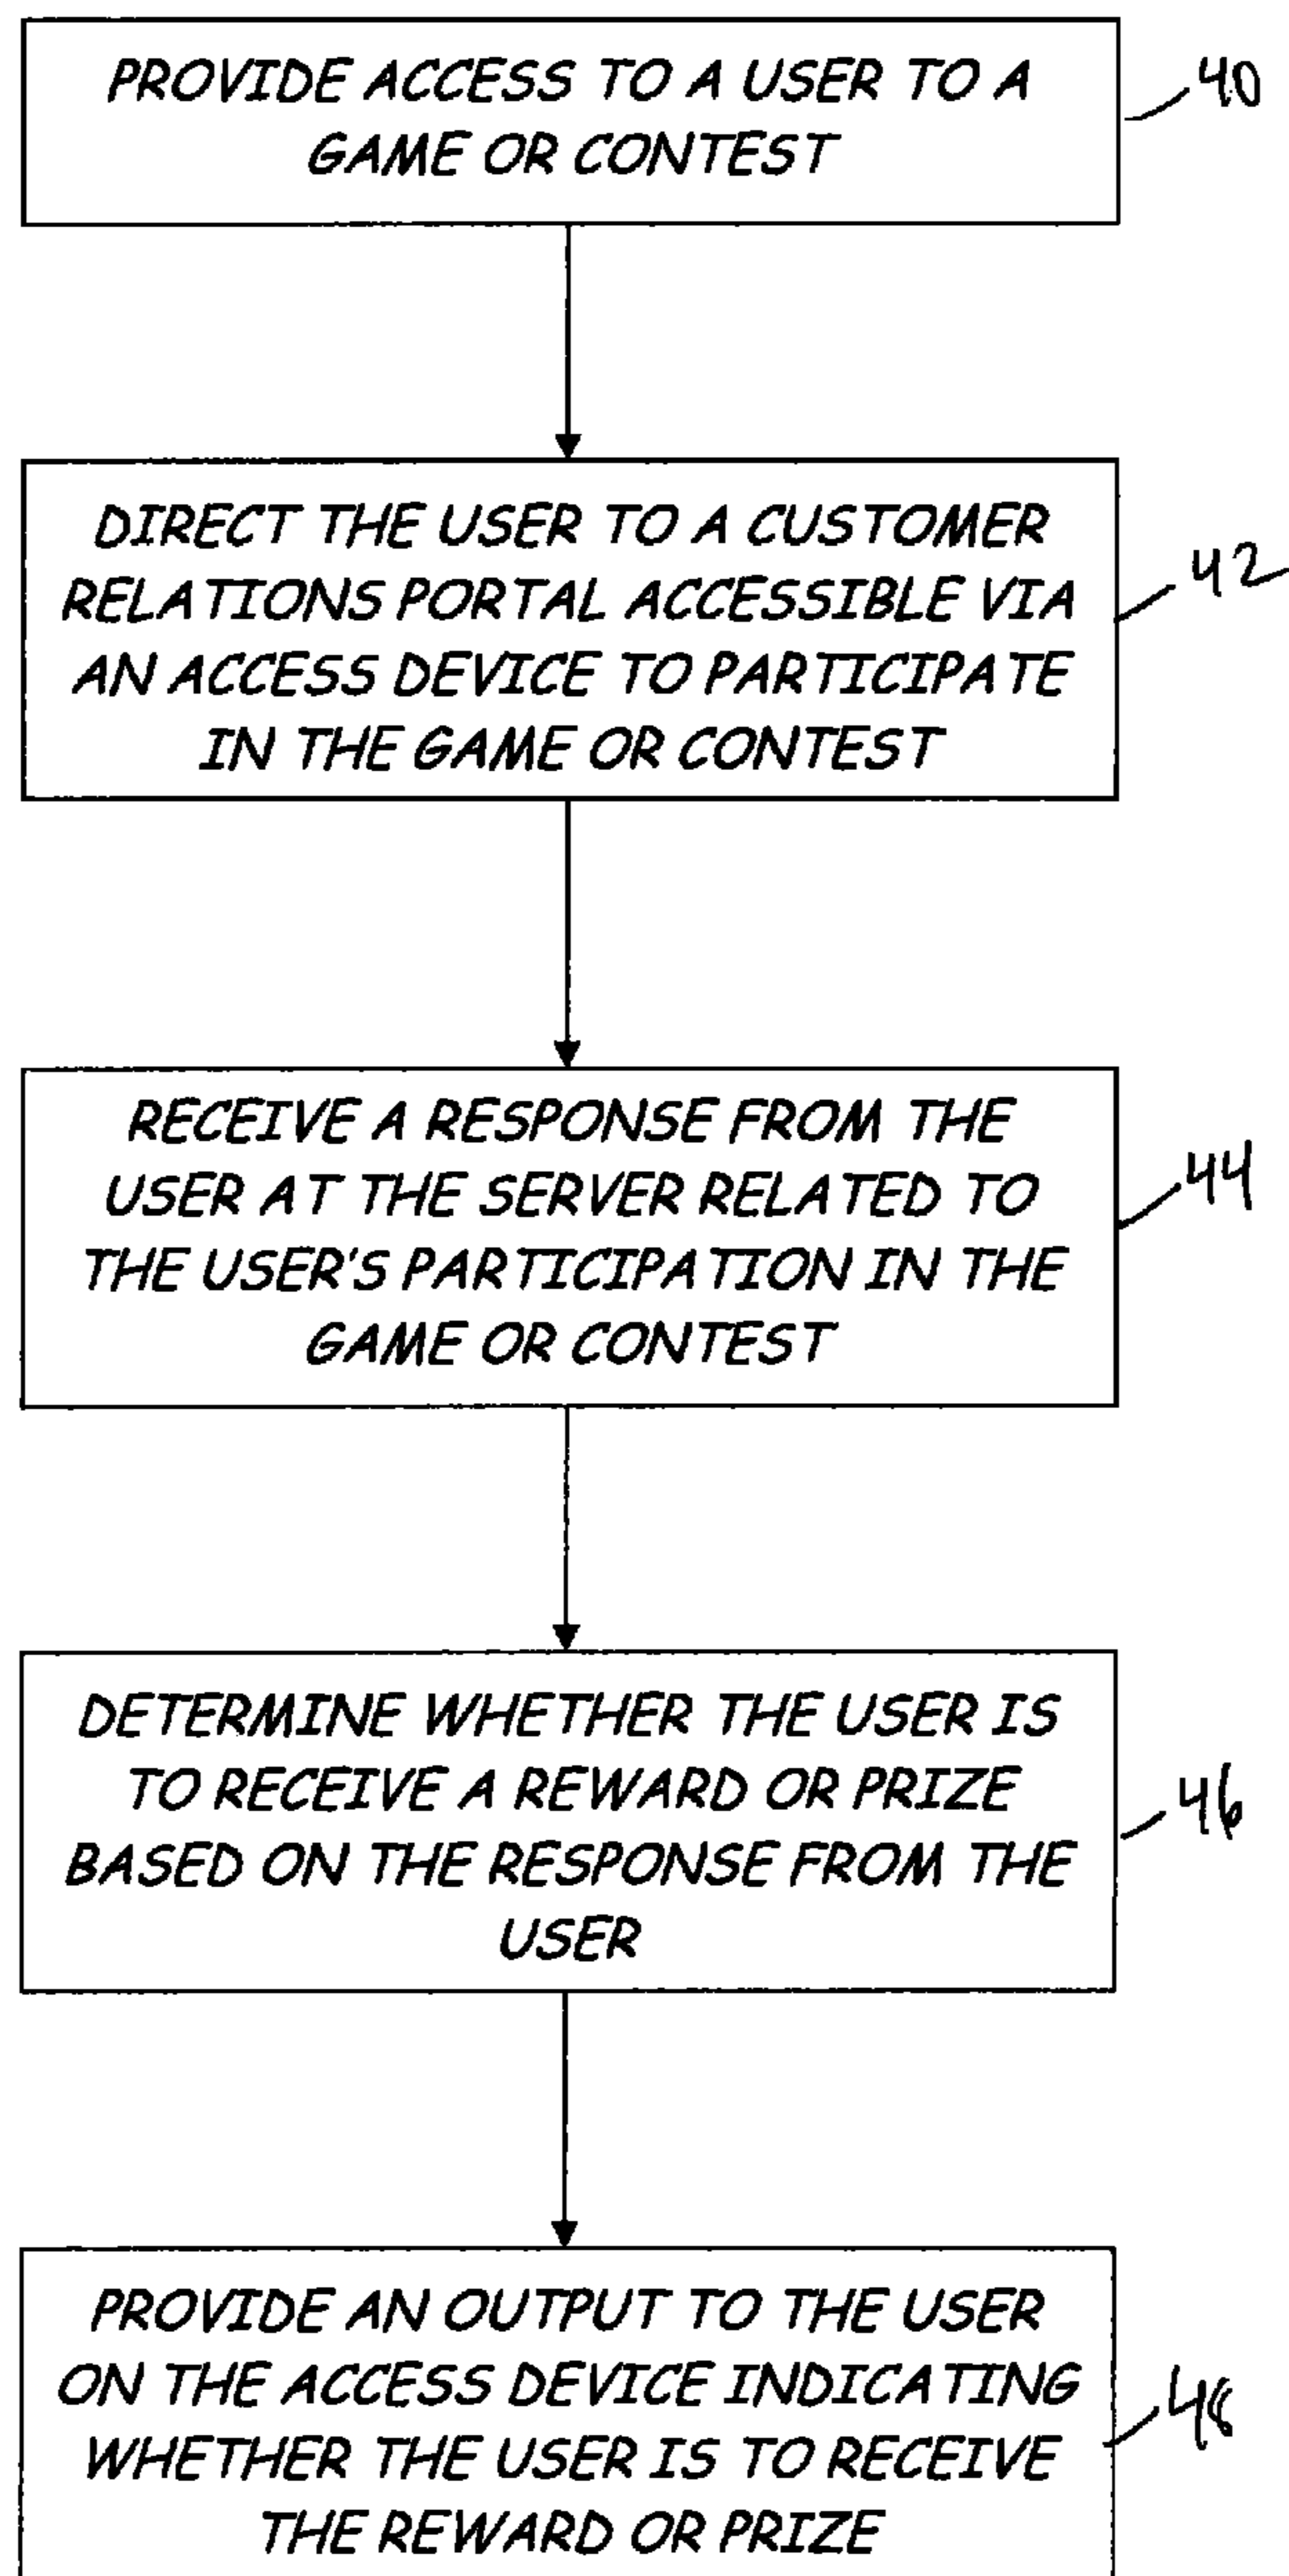 PROVIDE ACCESS TO A USER TO A
GAME OR CONTEST
40
DIRECT THE USER TO A CUSTOMER
RELATIONS PORTAL ACCESSIBLE VIA
AN ACCESS DEVICE TO PARTICIPATE
IN THE GAME OR CONTEST
42
RECEIVE A RESPONSE FROM THE
USER AT THE SERVER RELATED TO
THE USER'S PARTICIPATION IN THE
GAME OR CONTEST
44
DETERMINE WHETHER THE USER IS
TO RECEIVE A REWARD OR PRIZE
BASED ON THE RESPONSE FROM THE
USER
46
PROVIDE AN OUTPUT TO THE USER
ON THE ACCESS DEVICE INDICATING
WHETHER THE USER IS TO RECEIVE
THE REWARD OR PRIZE
48